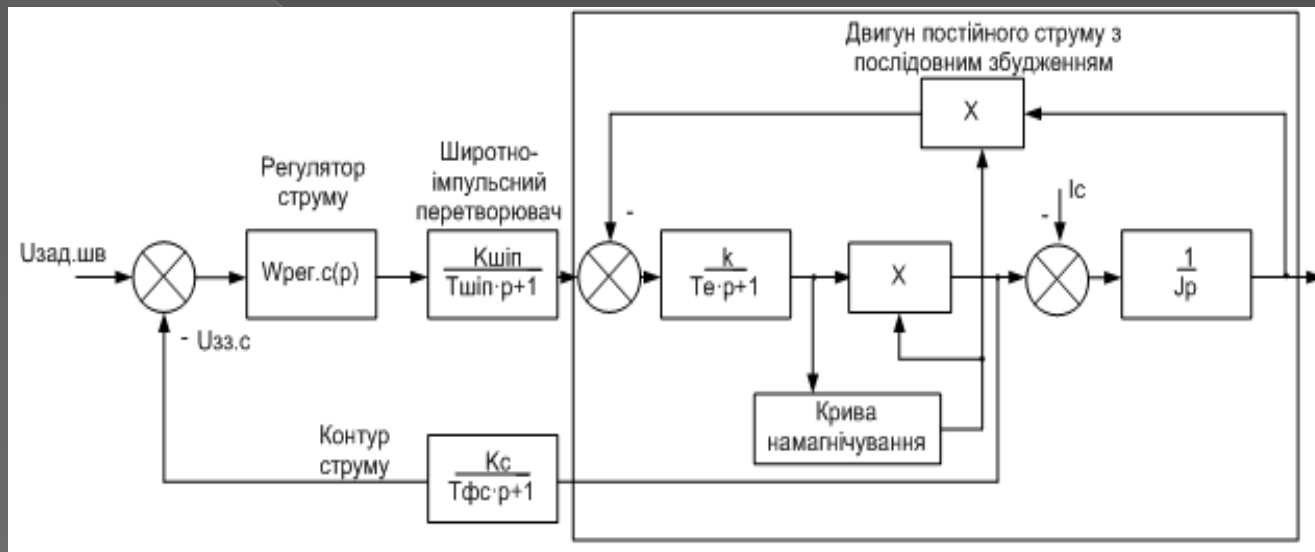 Двигун постійного струму з
послідовним збудженням
X
Широтно-
імпульсний
перетворювач
Регулятор
струму
Ic
-
-
Uзад.шв
Wрег.с(р)
Kшіп
Tшіп·р+1
k
Te·р+1
X
1
Jp
- Uзз.с
Крива
намагнічування
Контур
струму
Kc
Tфс·р+1